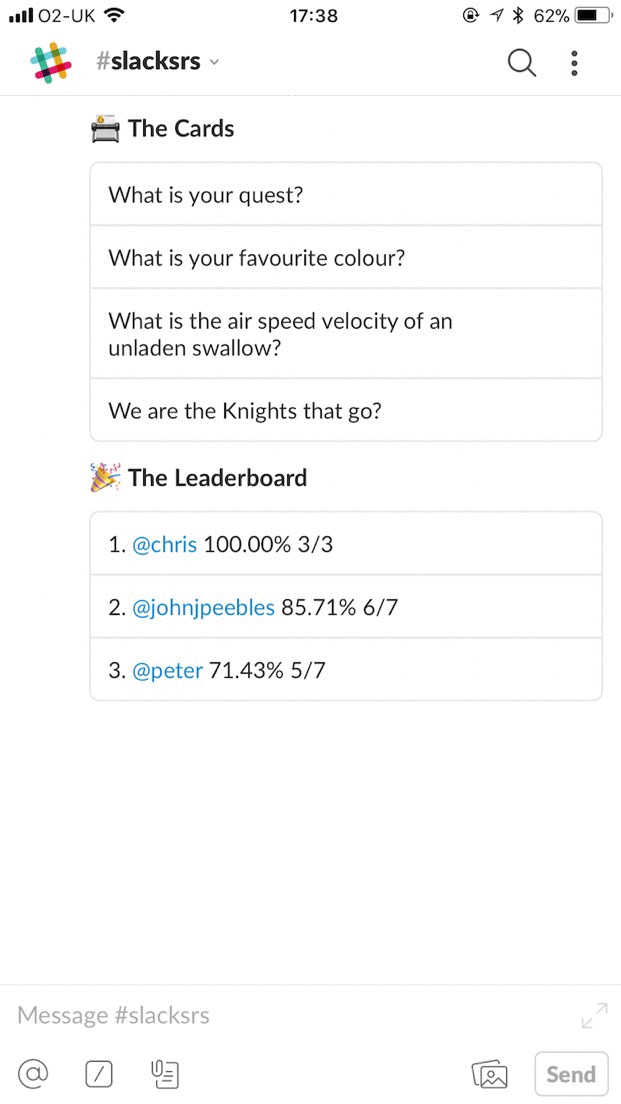 O2-UK 17:38 62%
#slacksrs
The Cards
What is your quest?
What is your favourite colour?
What is the air speed velocity of an
unladen swallow?
We are the Knights that go?
The Leaderboard
1. @chris 100.00% 3/3
2. @johnjpeebles 85.71% 6/7
3. @peter 71.43% 5/7
Message #slacksrs
Send